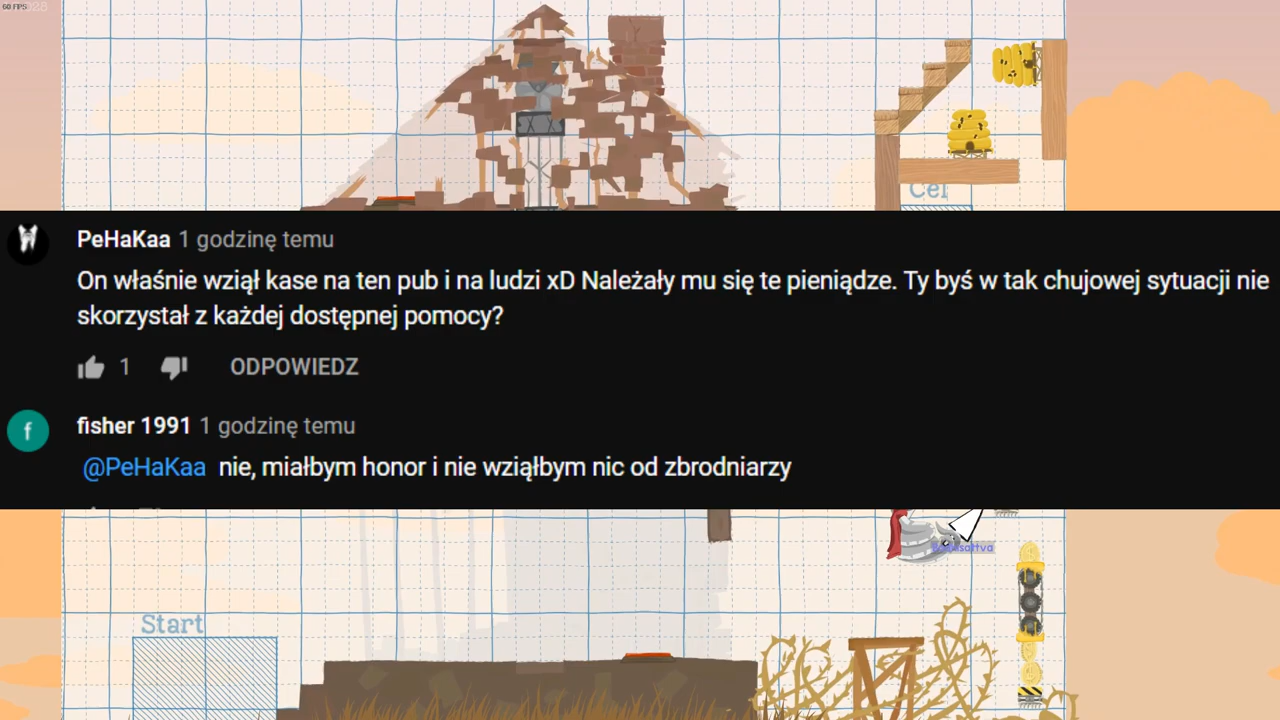 60 FPS
Cel
PeHaKaa 1 godzinę temu
On właśnie wziął kase na ten pub i na ludzi xD Należały mu się te pieniądze. Ty byś w tak chujowej sytuacji nie
skorzystał z każdej dostępnej pomocy?
1 ODPOWIEDZ
f
fisher 1991 1 godzinę temu
@PeHaKaa nie, miałbym honor i nie wziąłbym nic od zbrodniarzy
Start